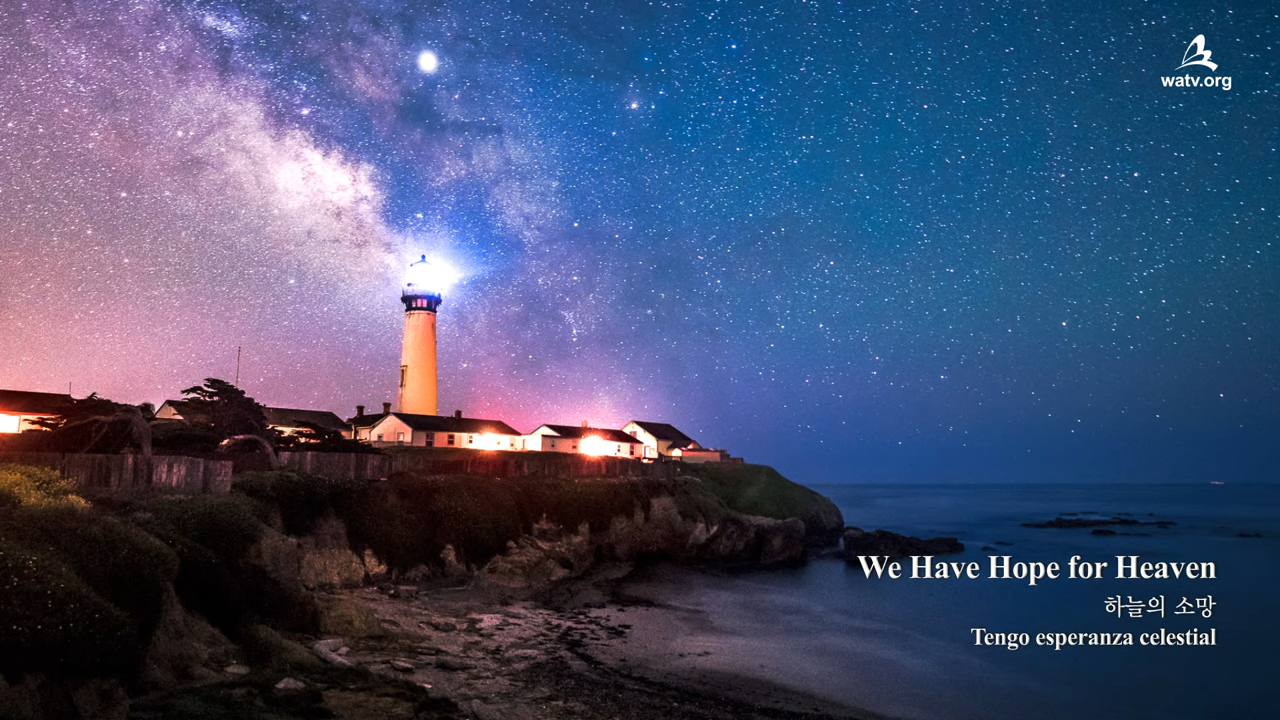 watv.org
We Have Hope for Heaven
하늘의 소망
Tengo esperanza celestial